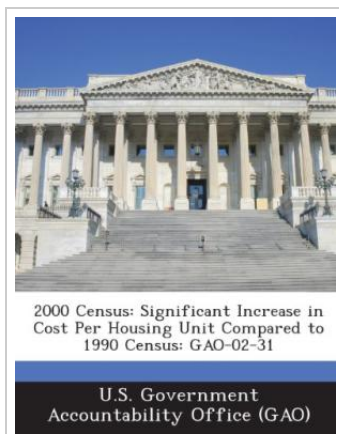 2000 Census: Significant Increase in
Cost Per Housing Unit Compared to
1990 Census: GAO-02-31
U.S. Government
Accountability Office (GAO)